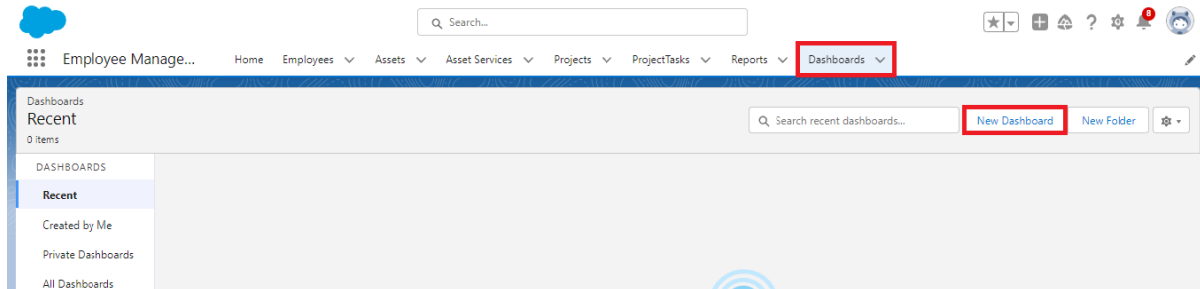 Search...
8
Employee Manage... Home Employees Assets Asset Services Projects ProjectTasks Reports Dashboards
Dashboards
Recent
0 items
Search recent dashboards... New Dashboard New Folder
DASHBOARDS
Recent
Created by Me
Private Dashboards
All Dashboards